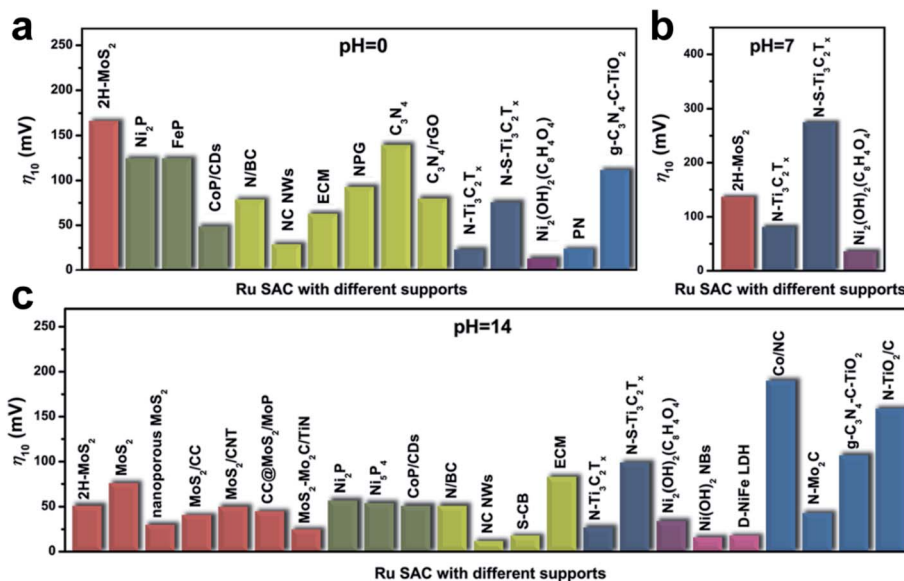 a
pH=0
η10 (mV)
250
200
150
100
50
0
2H-MoS2
Ni2P
FeP
CoP/CDs
N/BC
NC NWs
ECM
NPG
C3N4
C3N4/rGO
N-Ti3C2Tx
N-S-Ti3C2Tx
Ni2(OH)2(C8H4O4)
PN
g-C3N4-C-TiO2
Ru SAC with different supports
b
pH=7
η10 (mV)
400
300
200
100
0
2H-MoS2
N-Ti3C2Tx
N-S-Ti3C2Tx
Ni2(OH)2(C8H4O4)
Ru SAC with different supports
c
pH=14
η10 (mV)
250
200
150
100
50
0
2H-MoS2
MoS2
nanoporous MoS2
MoS2/CC
MoS2/CNT
CC@MoS2/MoP
MoS2-Mo2C/TiN
Ni2P
Ni5P4
CoP/CDs
N/BC
NC NWs
S-CB
ECM
N-Ti3C2Tx
N-S-Ti3C2Tx
Ni2(OH)2(C8H4O4)
Ni(OH)2 NBs
D-NiFe LDH
Co/NC
N-Mo2C
g-C3N4-C-TiO2
N-TiO2/C
Ru SAC with different supports